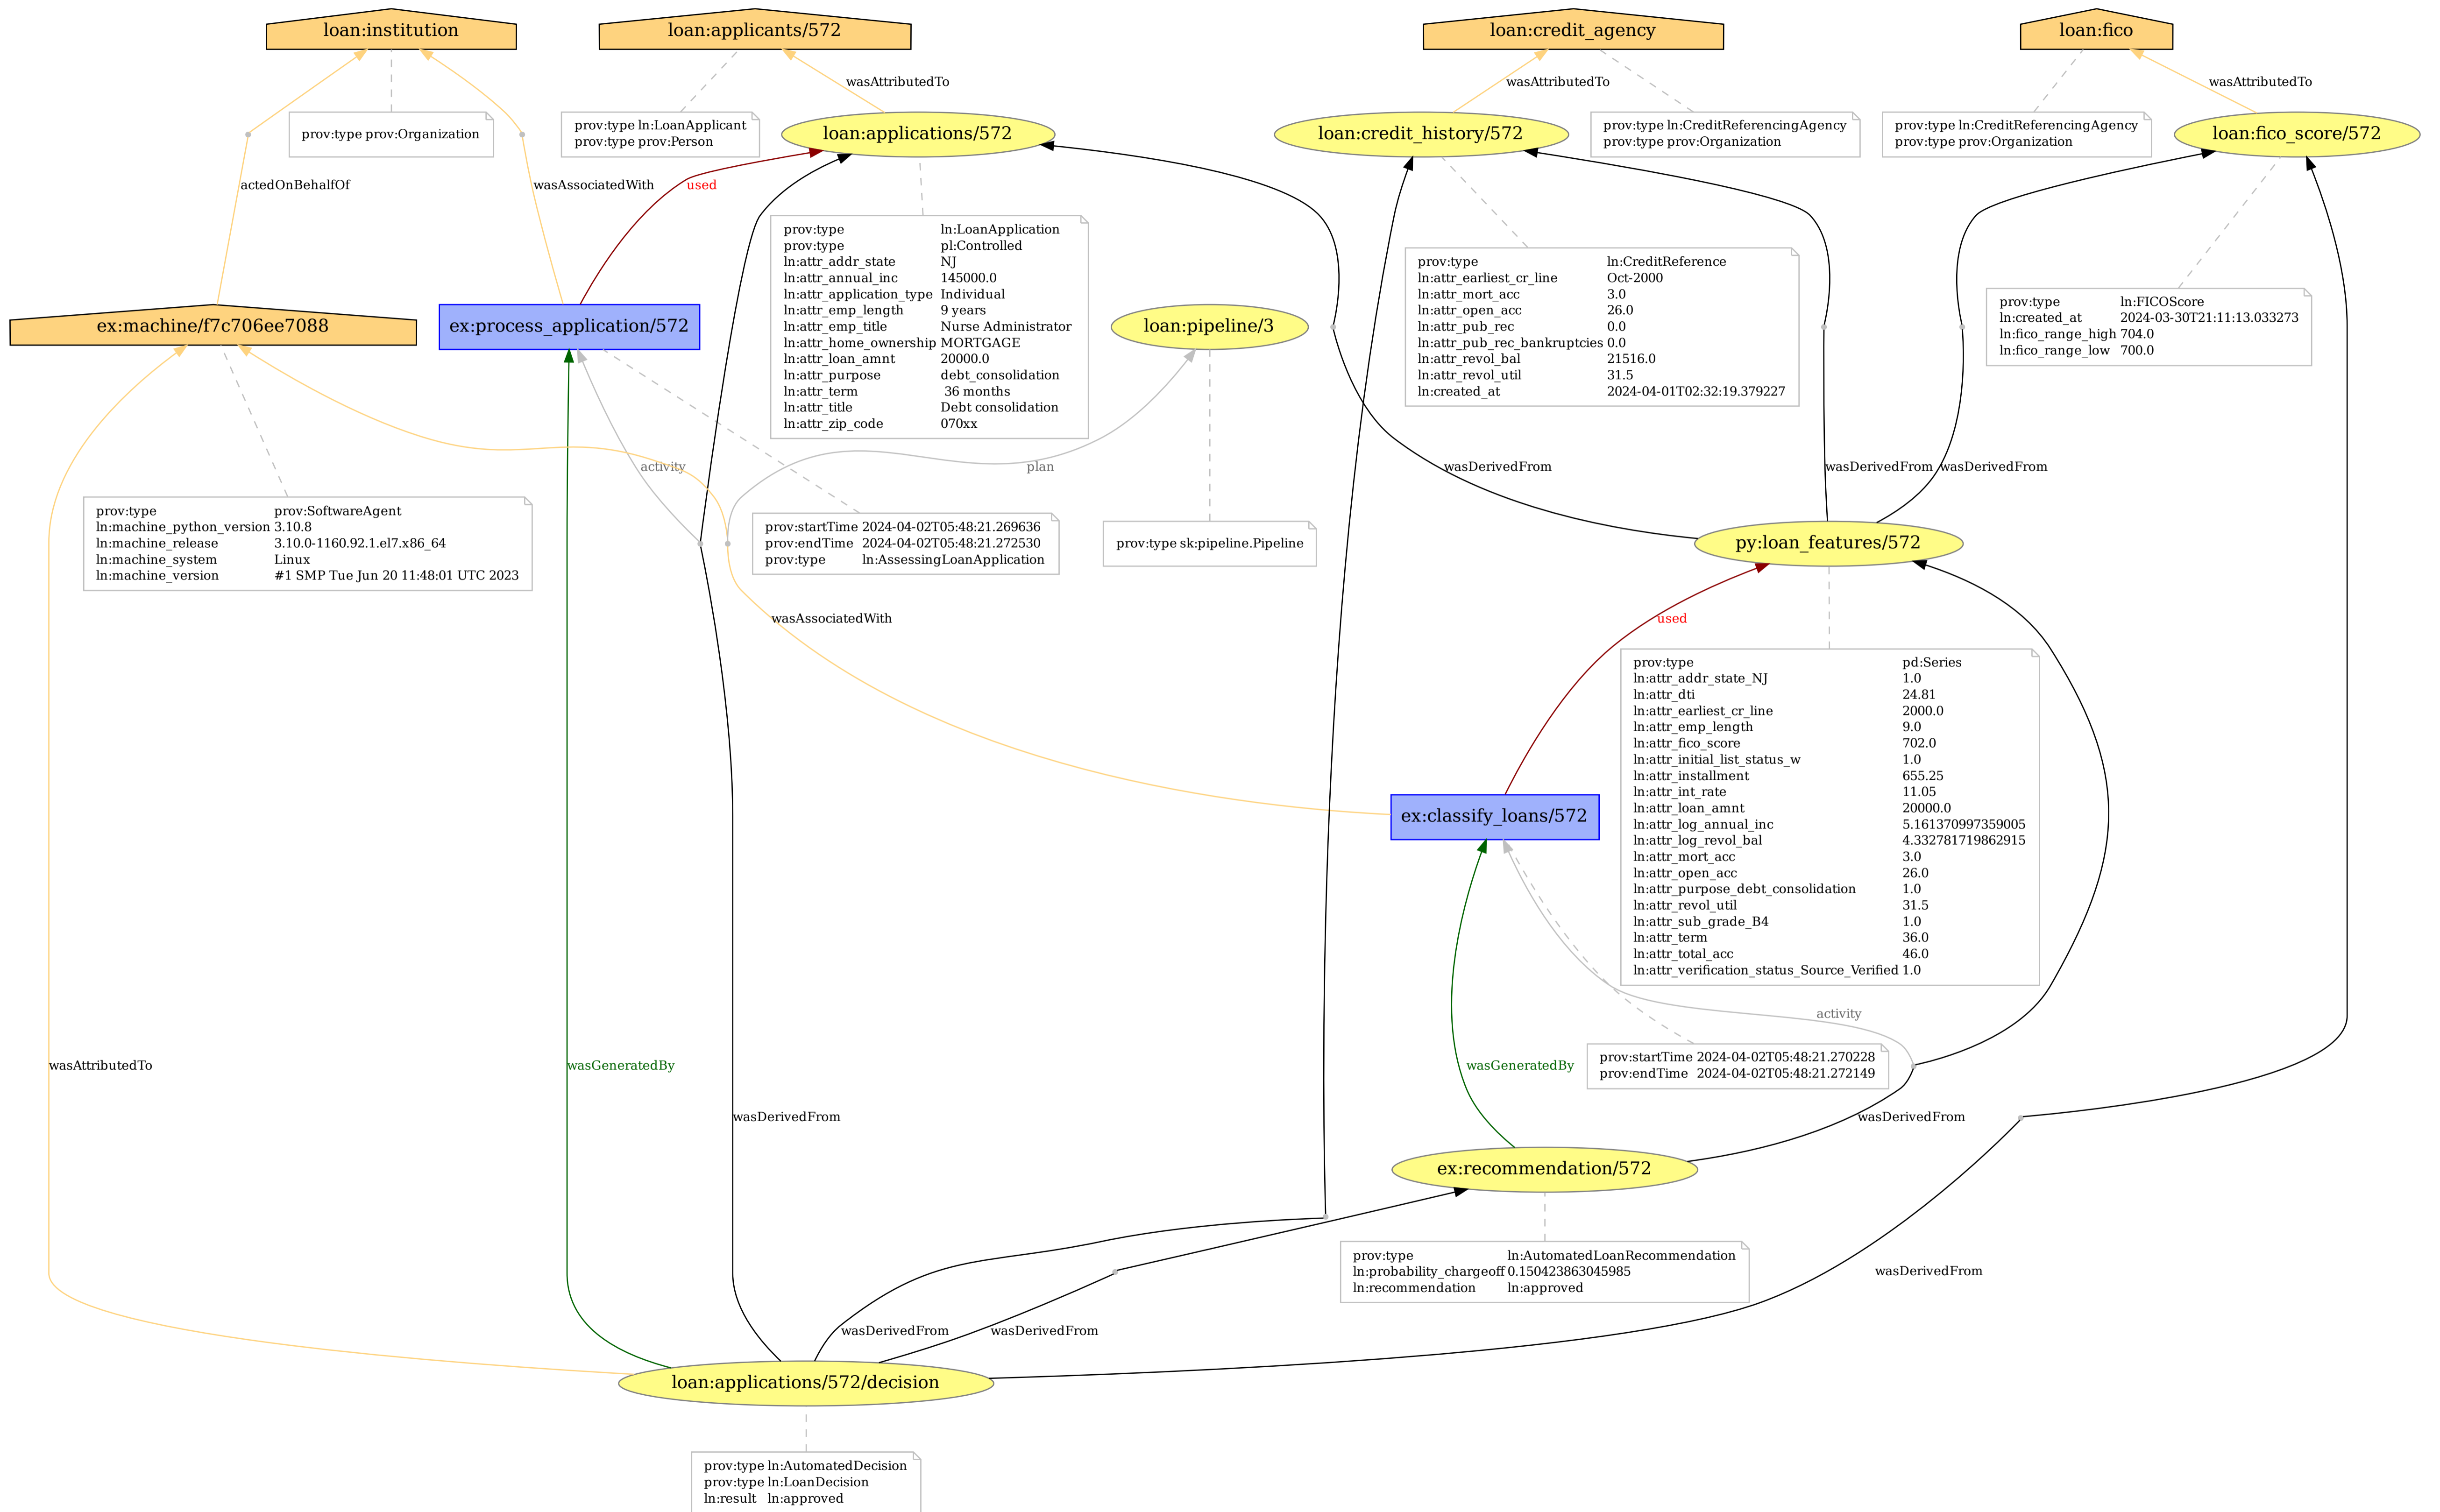 loan:institution
loan:applicants/572
loan:credit_agency
loan:fico
wasAttributedTo
wasAttributedTo
wasAttributedTo
prov:type prov:Organization
prov:type ln:LoanApplicant
prov:type prov:Person
loan:applications/572
loan:credit_history/572
prov:type ln:CreditReferencingAgency
prov:type prov:Organization
prov:type ln:CreditReferencingAgency
prov:type prov:Organization
loan:fico_score/572
actedOnBehalfOf
wasAssociatedWith
used
prov:type ln:LoanApplication
prov:type pl:Controlled
ln:attr_addr_state NJ
ln:attr_annual_inc 145000.0
ln:attr_application_type Individual
ln:attr_emp_length 9 years
ln:attr_emp_title Nurse Administrator
ln:attr_home_ownership MORTGAGE
ln:attr_loan_amnt 20000.0
ln:attr_purpose debt_consolidation
ln:attr_term 36 months
ln:attr_title Debt consolidation
ln:attr_zip_code 070xx
prov:type ln:CreditReference
ln:attr_earliest_cr_line Oct-2000
ln:attr_mort_acc 3.0
ln:attr_open_acc 26.0
ln:attr_pub_rec 0.0
ln:attr_pub_rec_bankruptcies 0.0
ln:attr_revol_bal 21516.0
ln:attr_revol_util 31.5
ln:created_at 2024-04-01T02:32:19.379227
prov:type ln:FICOScore
ln:created_at 2024-03-30T21:11:13.033273
ln:fico_range_high 704.0
ln:fico_range_low 700.0
ex:machine/f7c706ee7088
ex:process_application/572
loan:pipeline/3
activity
plan
wasDerivedFrom
wasDerivedFrom
wasDerivedFrom
prov:type prov:SoftwareAgent
ln:machine_python_version 3.10.8
ln:machine_release 3.10.0-1160.92.1.el7.x86_64
ln:machine_system Linux
ln:machine_version #1 SMP Tue Jun 20 11:48:01 UTC 2023
prov:startTime 2024-04-02T05:48:21.269636
prov:endTime 2024-04-02T05:48:21.272530
prov:type ln:AssessingLoanApplication
prov:type sk:pipeline.Pipeline
py:loan_features/572
wasAssociatedWith
used
prov:type pd:Series
ln:attr_addr_state_NJ 1.0
ln:attr_dti 24.81
ln:attr_earliest_cr_line 2000.0
ln:attr_emp_length 9.0
ln:attr_fico_score 702.0
ln:attr_initial_list_status_w 1.0
ln:attr_installment 655.25
ln:attr_int_rate 11.05
ln:attr_loan_amnt 20000.0
ln:attr_log_annual_inc 5.161370997359005
ln:attr_log_revol_bal 4.332781719862915
ln:attr_mort_acc 3.0
ln:attr_open_acc 26.0
ln:attr_purpose_debt_consolidation 1.0
ln:attr_revol_util 31.5
ln:attr_sub_grade_B4 1.0
ln:attr_term 36.0
ln:attr_total_acc 46.0
ln:attr_verification_status_Source_Verified 1.0
ex:classify_loans/572
activity
wasAttributedTo
wasGeneratedBy
wasGeneratedBy
prov:startTime 2024-04-02T05:48:21.270228
prov:endTime 2024-04-02T05:48:21.272149
wasDerivedFrom
wasDerivedFrom
ex:recommendation/572
prov:type ln:AutomatedLoanRecommendation
ln:probability_chargeoff 0.150423863045985
ln:recommendation ln:approved
wasDerivedFrom
wasDerivedFrom
wasDerivedFrom
loan:applications/572/decision
prov:type ln:AutomatedDecision
prov:type ln:LoanDecision
ln:result ln:approved